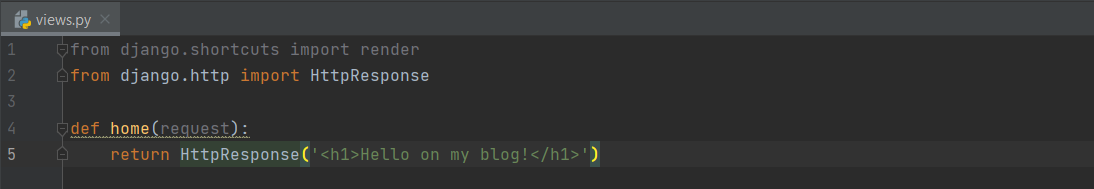 views.py
1 from django.shortcuts import render
2 from django.http import HttpResponse
3
4 def home(request):
5     return HttpResponse('<h1>Hello on my blog!</h1>')